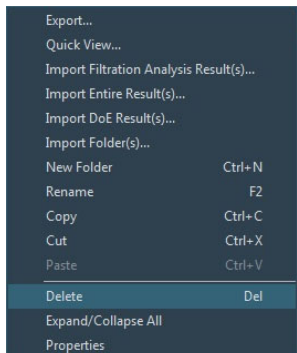 Export...
Quick View...
Import Filtration Analysis Result(s)...
Import Entire Result(s)...
Import DoE Result(s)...
Import Folder(s)...
New Folder Ctrl+N
Rename F2
Copy Ctrl+C
Cut Ctrl+X
Paste Ctrl+V
Delete Del
Expand/Collapse All
Properties